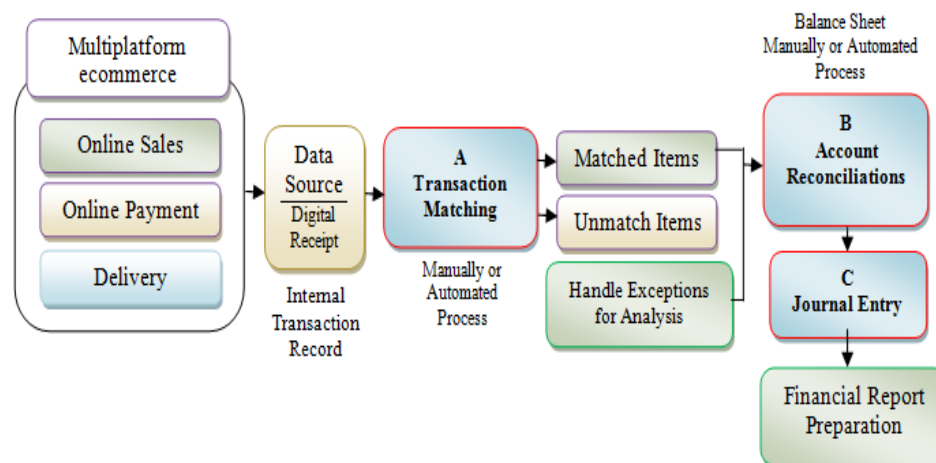 Multiplatform
ecommerce
Online Sales
Online Payment
Delivery
Data
Source
Digital
Receipt
Internal
Transaction
Record
A
Transaction
Matching
Manually or
Automated
Process
Matched Items
Unmatch Items
Handle Exceptions
for Analysis
Balance Sheet
Manually or Automated
Process
B
Account
Reconciliations
C
Journal Entry
Financial Report
Preparation